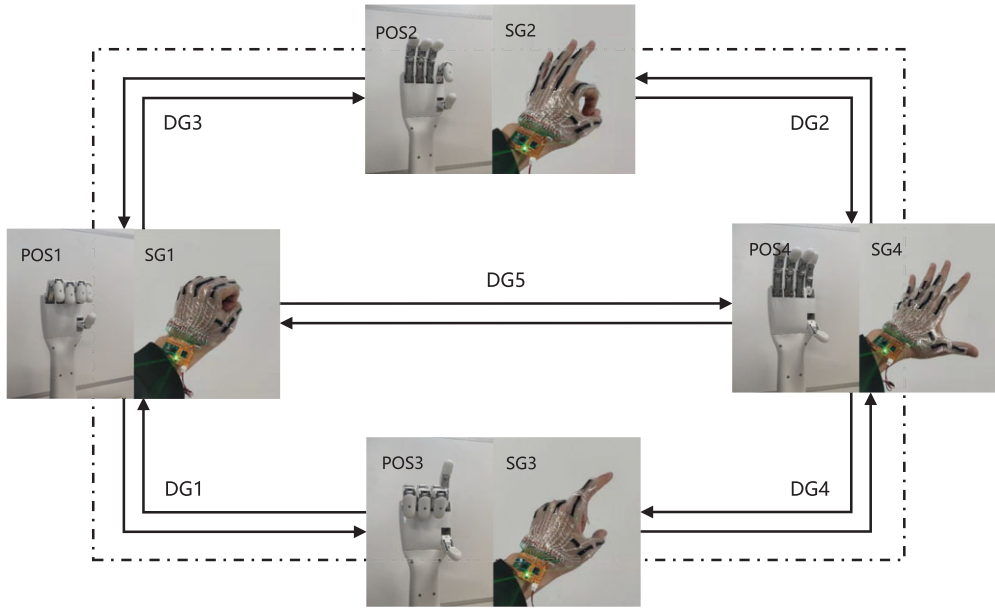 POS2 SG2
DG3 DG2
POS1 SG1
POS4 SG4
DG5
POS3 SG3
DG1 DG4